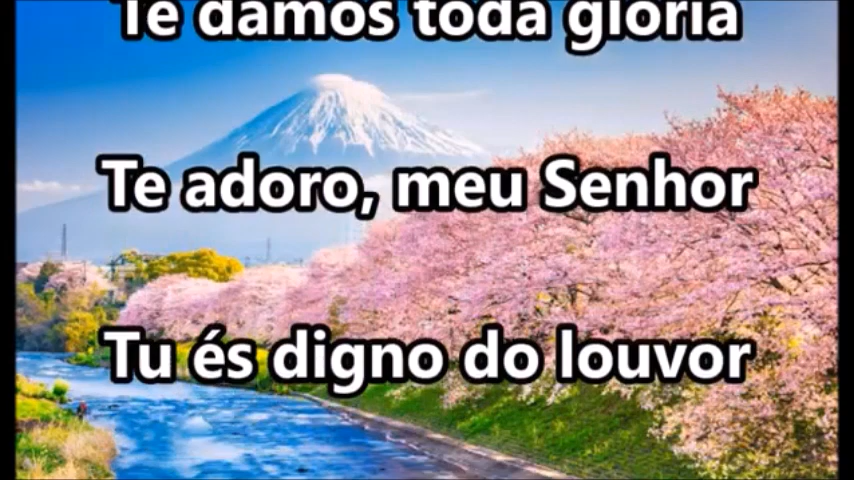 Te damos toda glória
Te adoro, meu Senhor
Tu és digno do louvor